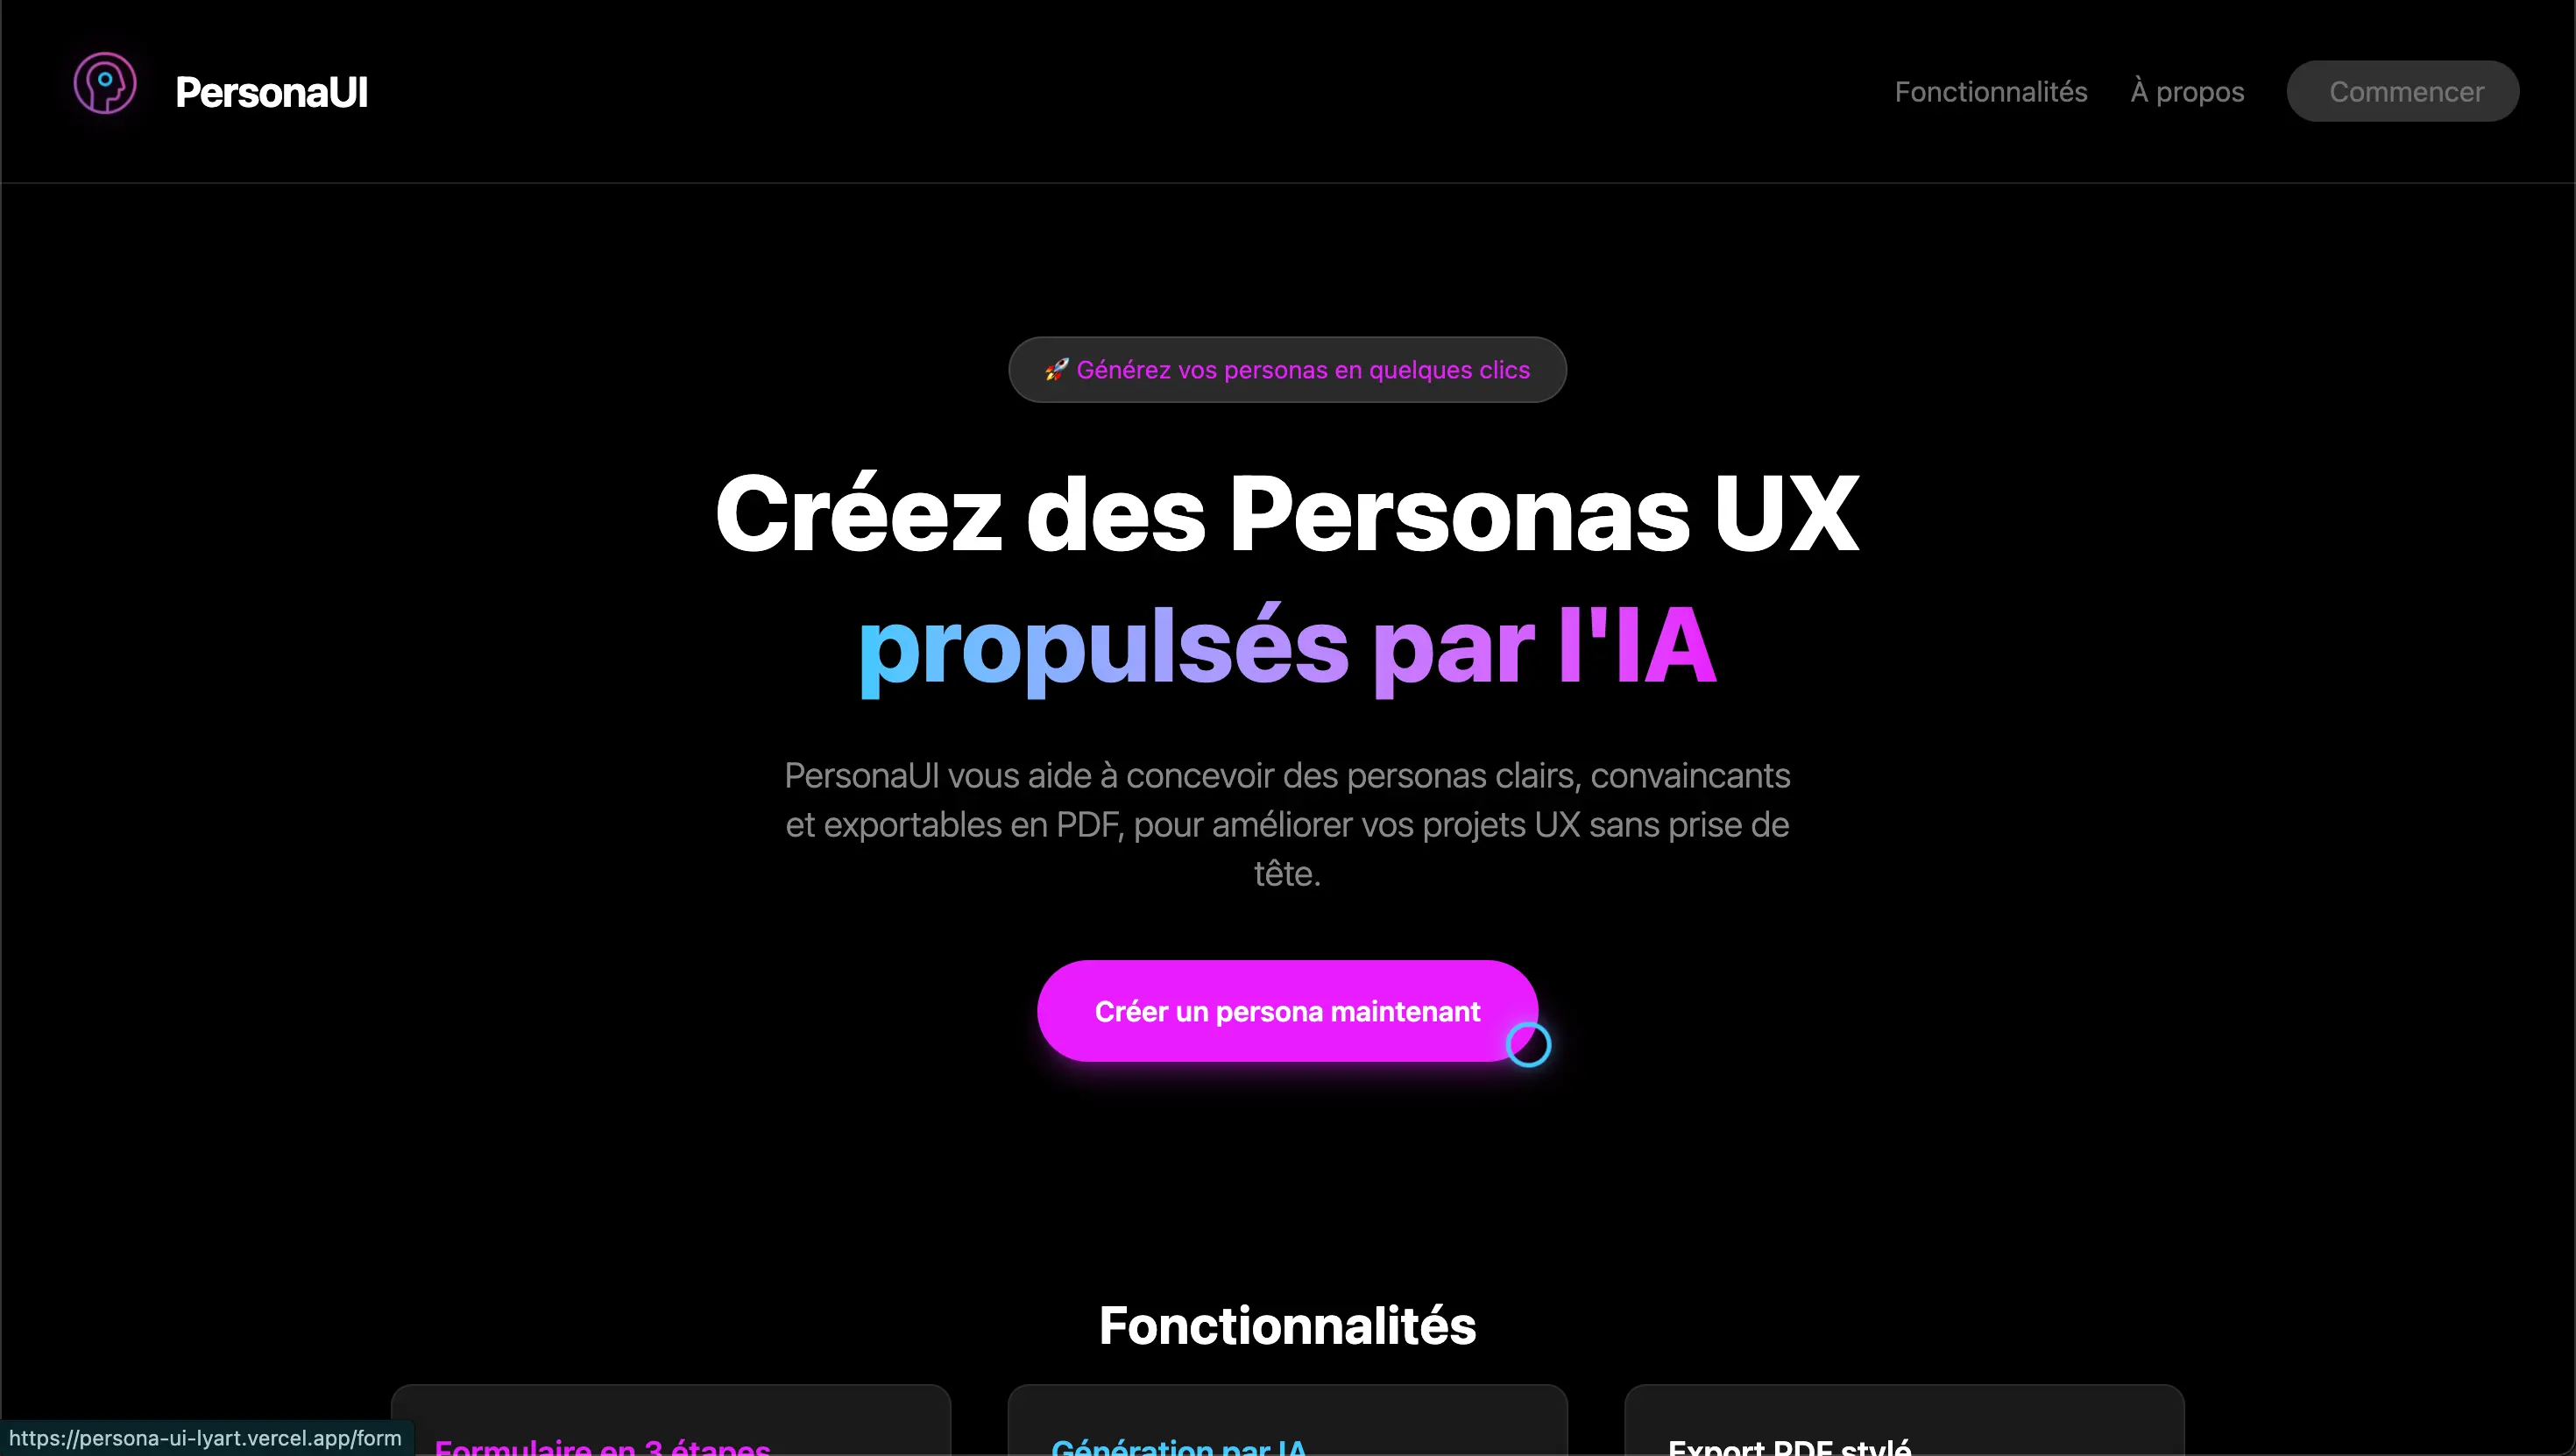 PersonaUI
Fonctionnalités
À propos
Commencer
🚀 Générez vos personas en quelques clics
Créez des Personas UX
propulsés par l'IA
PersonaUI vous aide à concevoir des personas clairs, convaincants
et exportables en PDF, pour améliorer vos projets UX sans prise de
tête.
Créer un persona maintenant
Fonctionnalités
Formulaire en 3 étapes
Génération par IA
Export PDF stylé
https://persona-ui-lyart.vercel.app/form